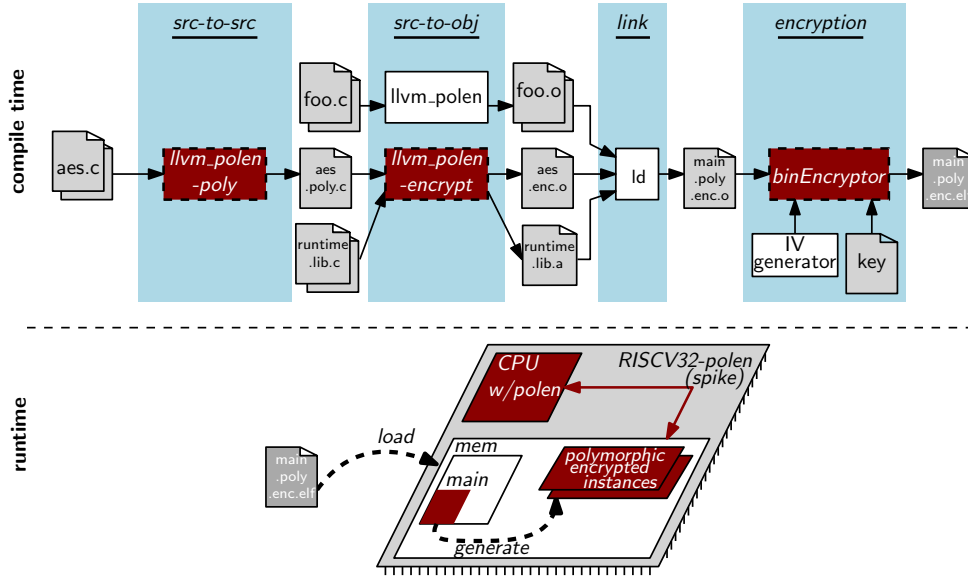 src-to-src
src-to-obj
link
encryption
compile time
foo.c
llvm_polen
foo.o
aes.c
llvm_polen
-poly
aes
.poly.c
llvm_polen
-encrypt
aes
.enc.o
ld
main
.poly
.enc.o
binEncryptor
main
.poly
.enc.elf
runtime
.lib.c
runtime
.lib.a
IV
generator
key
runtime
CPU
w/polen
RISCV32-polen
(spike)
load
mem
main
polymorphic
encrypted
instances
main
.poly
.enc.elf
generate